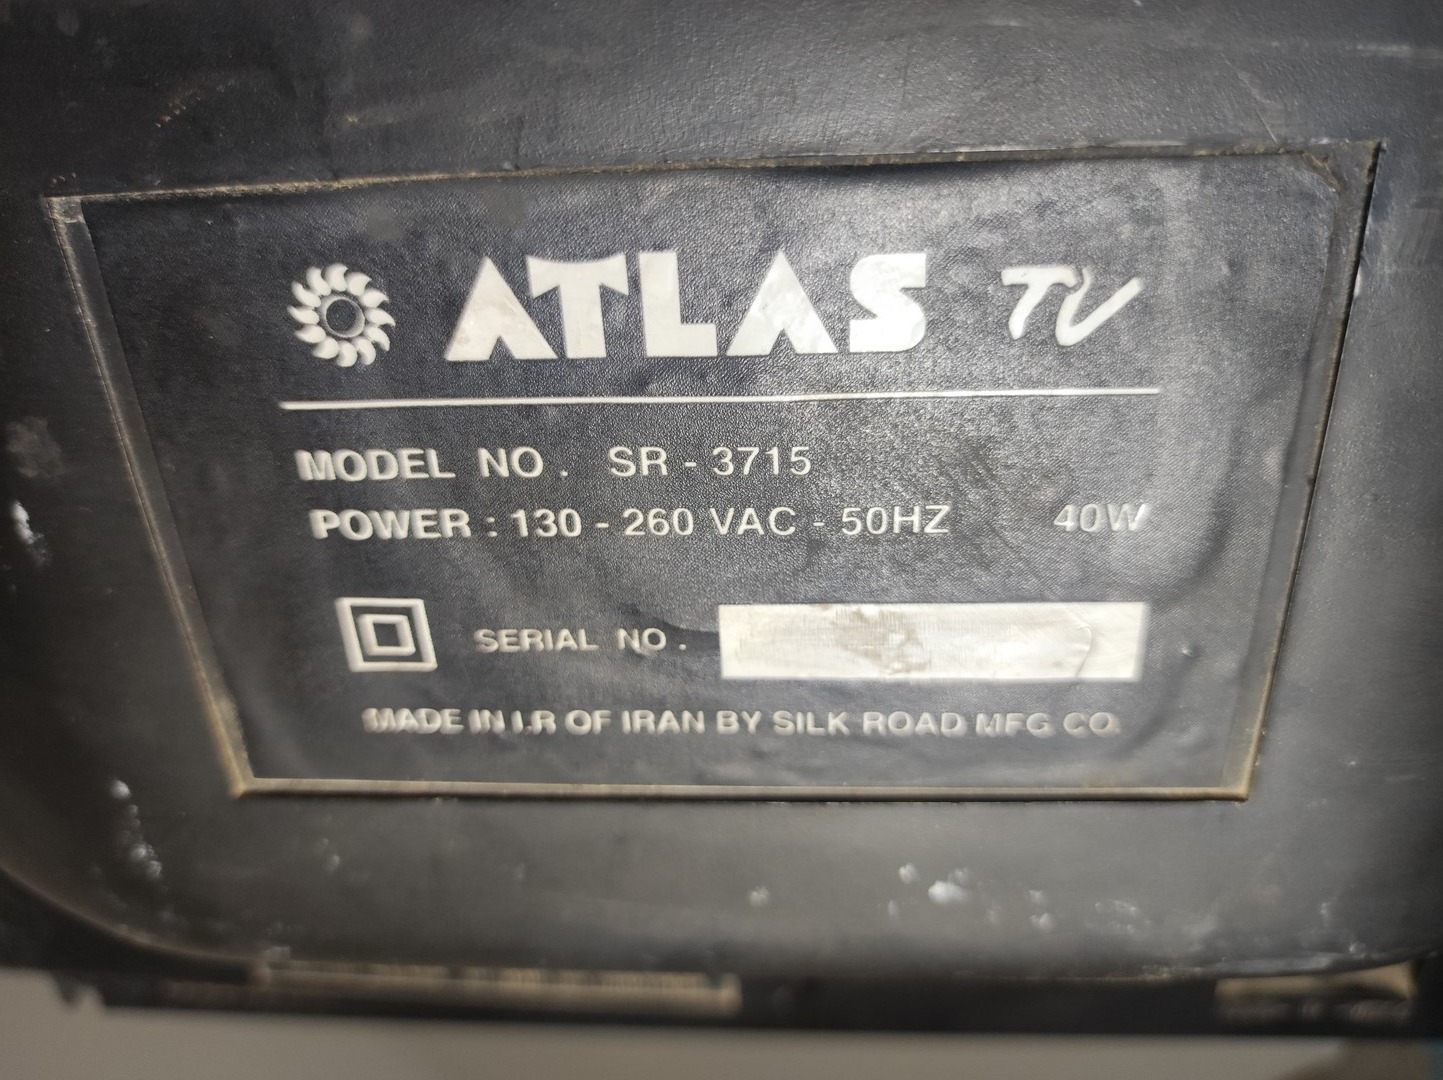 ATLAS TV
MODEL NO. SR - 3715
POWER : 130 - 260 VAC - 50HZ 40W
SERIAL NO.
MADE IN I.R OF IRAN BY SILK ROAD MFG CO.